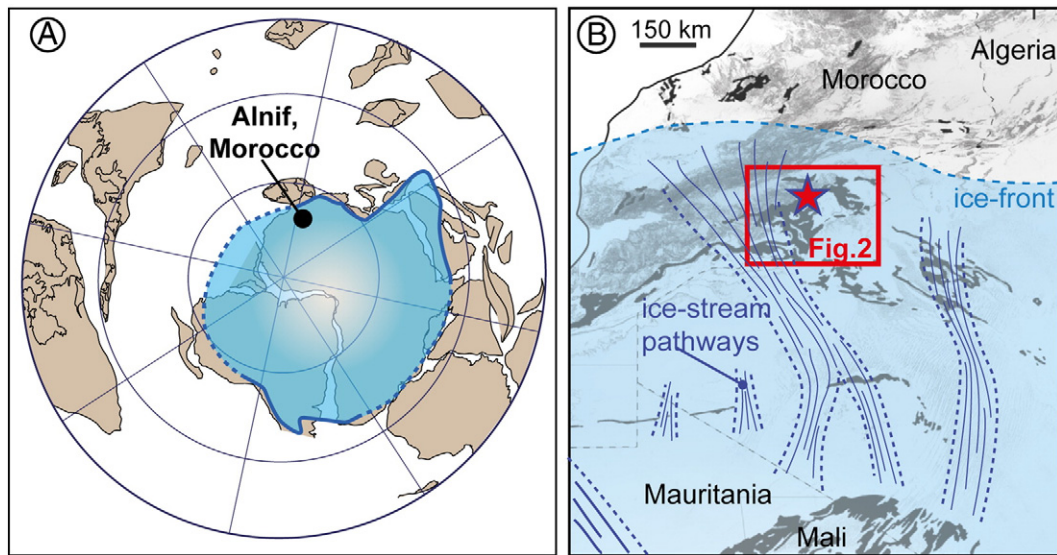 A
Alnif,
Morocco
B
150 km
Algeria
Morocco
ice-front
Fig.2
ice-stream
pathways
Mauritania
Mali